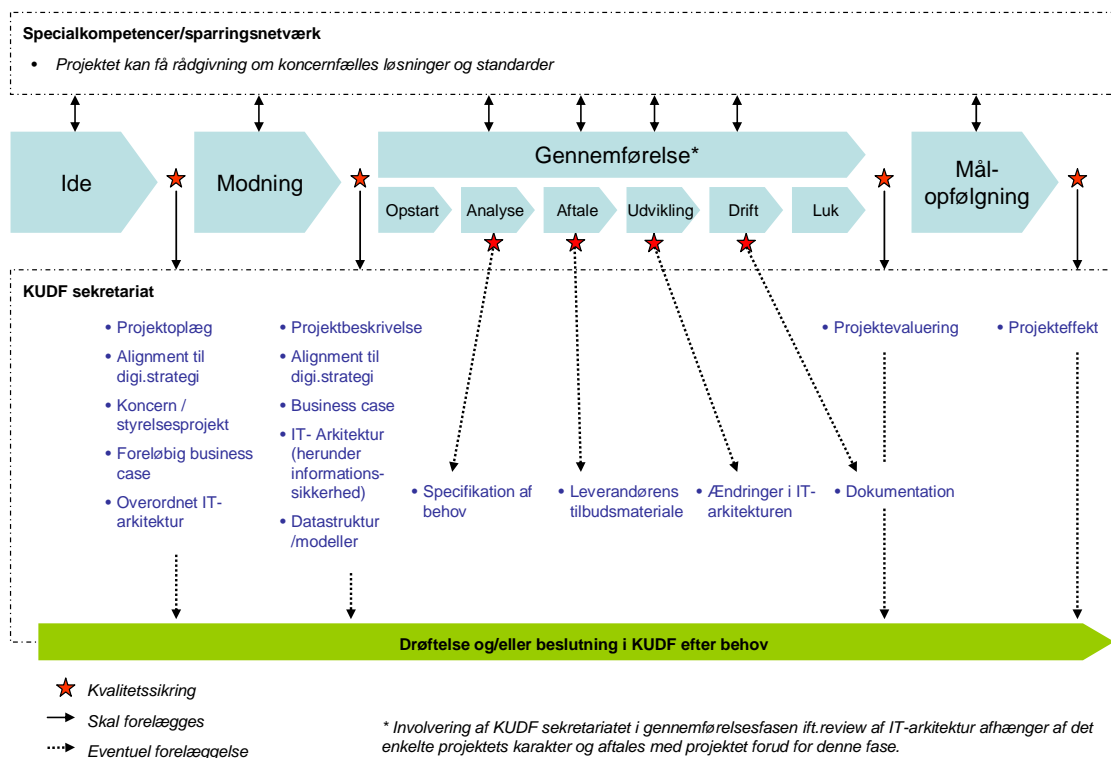 Specialkompetencer/sparringsnetværk
• Projektet kan få rådgivning om koncernfælles løsninger og standarder
Ide
Modning
Gennemførelse*
Opstart
Analyse
Aftale
Udvikling
Drift
Luk
Mål-
opfølgning
KUDF sekretariat
• Projektoplæg
• Alignment til
digi.strategi
• Koncern /
styrelsesprojekt
• Foreløbig business
case
• Overordnet IT-
arkitektur
• Projektbeskrivelse
• Alignment til
digi.strategi
• Business case
• IT- Arkitektur
(herunder
informations-
sikkerhed)
• Datastruktur
/modeller
• Specifikation af
behov
• Leverandørens
tilbudsmateriale
• Ændringer i IT-
arkitekturen
• Dokumentation
• Projektevaluering
• Projekteffekt
Drøftelse og/eller beslutning i KUDF efter behov
Kvalitetssikring
Skal forelægges
Eventuel forelæggelse
* Involvering af KUDF sekretariatet i gennemførelsesfasen ift.review af IT-arkitektur afhænger af det
enkelte projektets karakter og aftales med projektet forud for denne fase.